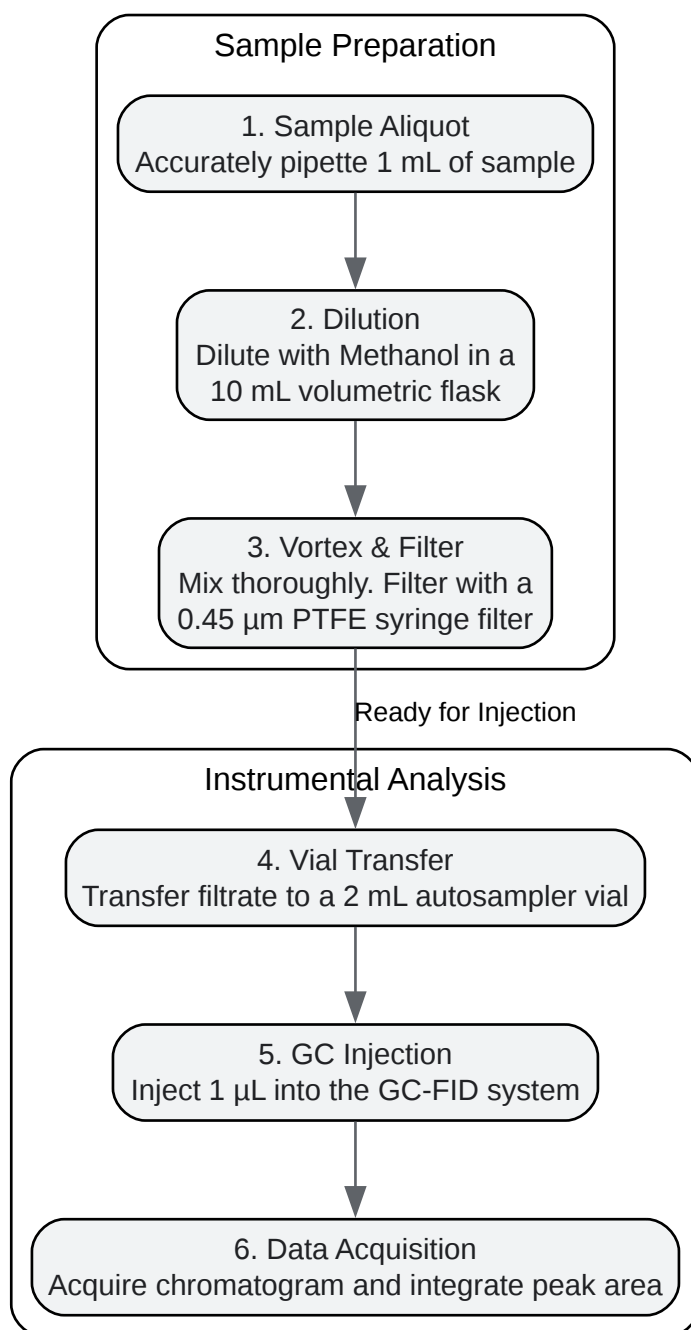 Sample Preparation
1. Sample Aliquot
Accurately pipette 1 mL of sample
2. Dilution
Dilute with Methanol in a
10 mL volumetric flask
3. Vortex & Filter
Mix thoroughly. Filter with a
0.45 µm PTFE syringe filter
Ready for Injection
Instrumental Analysis
4. Vial Transfer
Transfer filtrate to a 2 mL autosampler vial
5. GC Injection
Inject 1 µL into the GC-FID system
6. Data Acquisition
Acquire chromatogram and integrate peak area